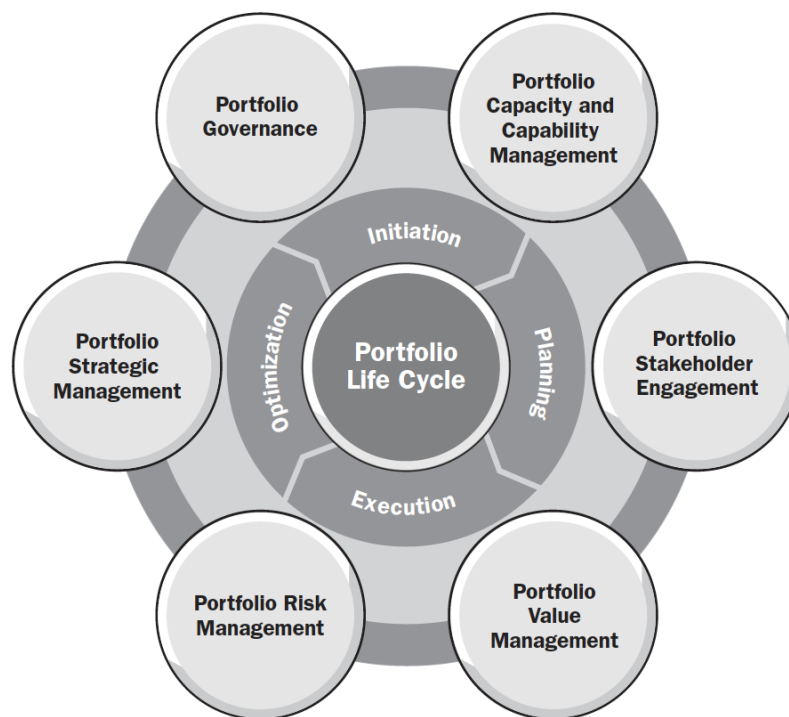 Portfolio
Governance
Portfolio
Capacity and
Capability
Management
Initiation
Portfolio
Strategic
Management
Optimization
Portfolio
Life Cycle
Planning
Portfolio
Stakeholder
Engagement
Execution
Portfolio Risk
Management
Portfolio
Value
Management